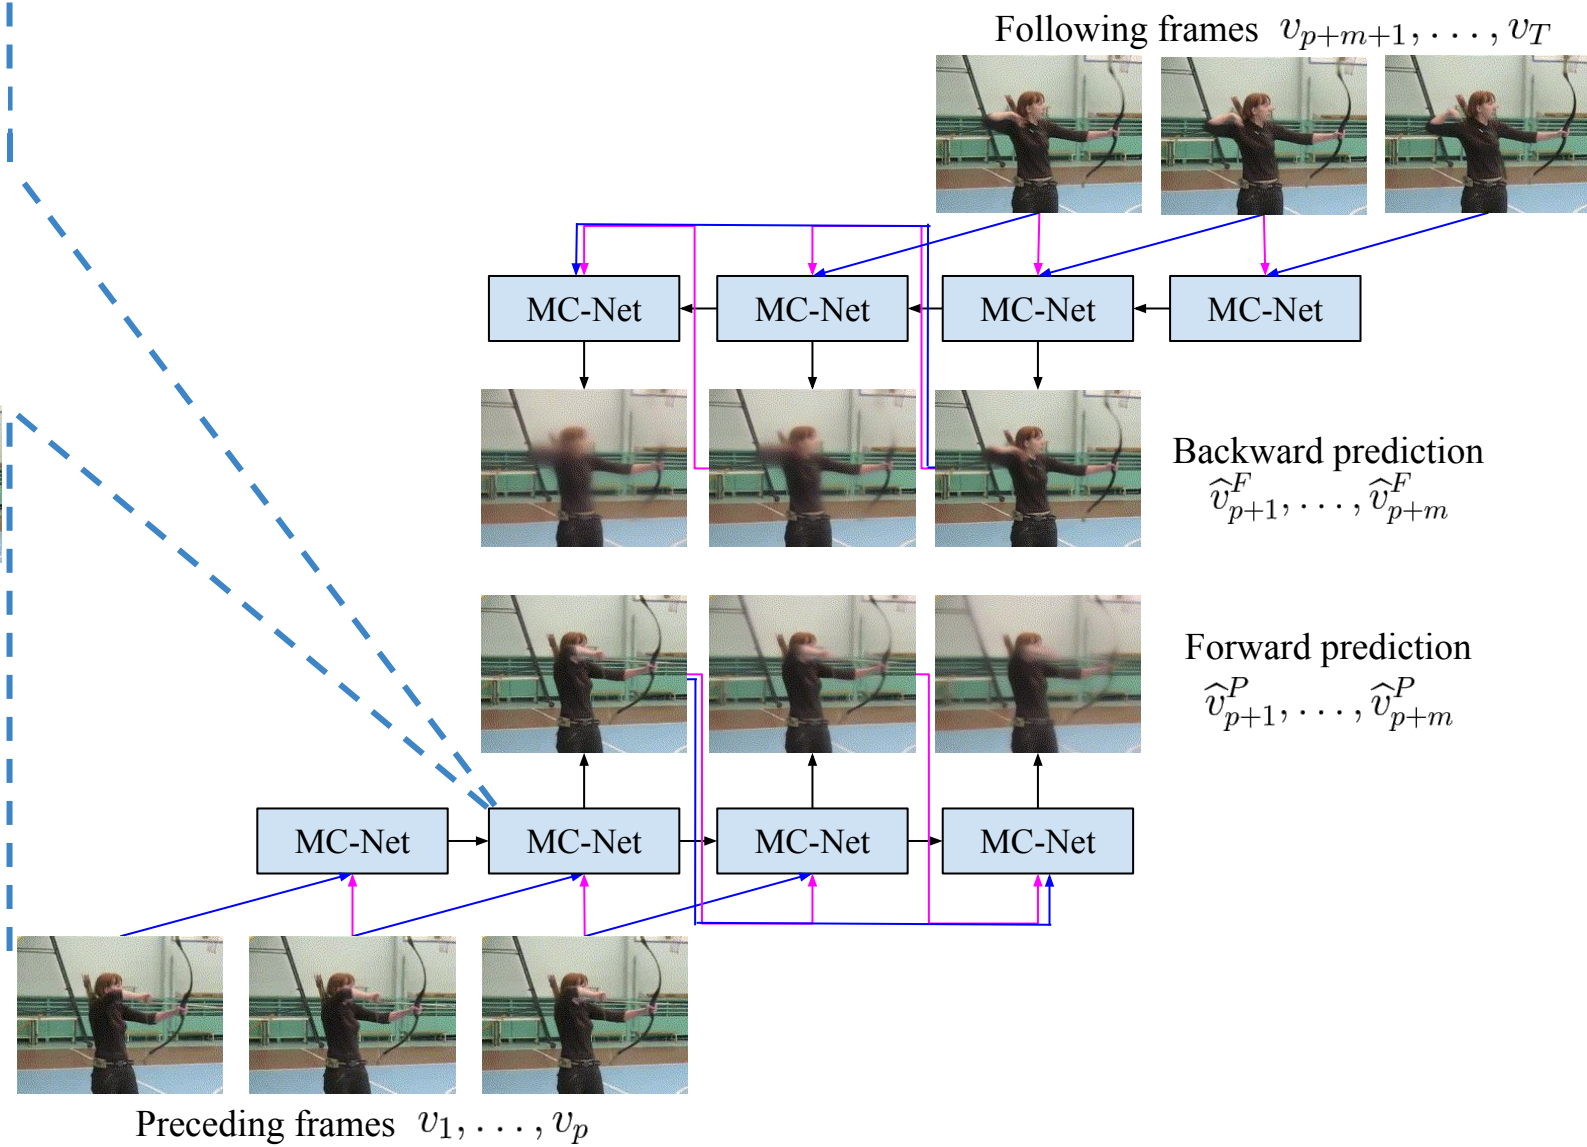 Following frames v_{p+m+1}, . . . , v_T
MC-Net MC-Net MC-Net MC-Net
Backward prediction
\hat{v}^F_{p+1}, . . . , \hat{v}^F_{p+m}
Forward prediction
\hat{v}^P_{p+1}, . . . , \hat{v}^P_{p+m}
MC-Net MC-Net MC-Net MC-Net
Preceding frames v_1, . . . , v_p